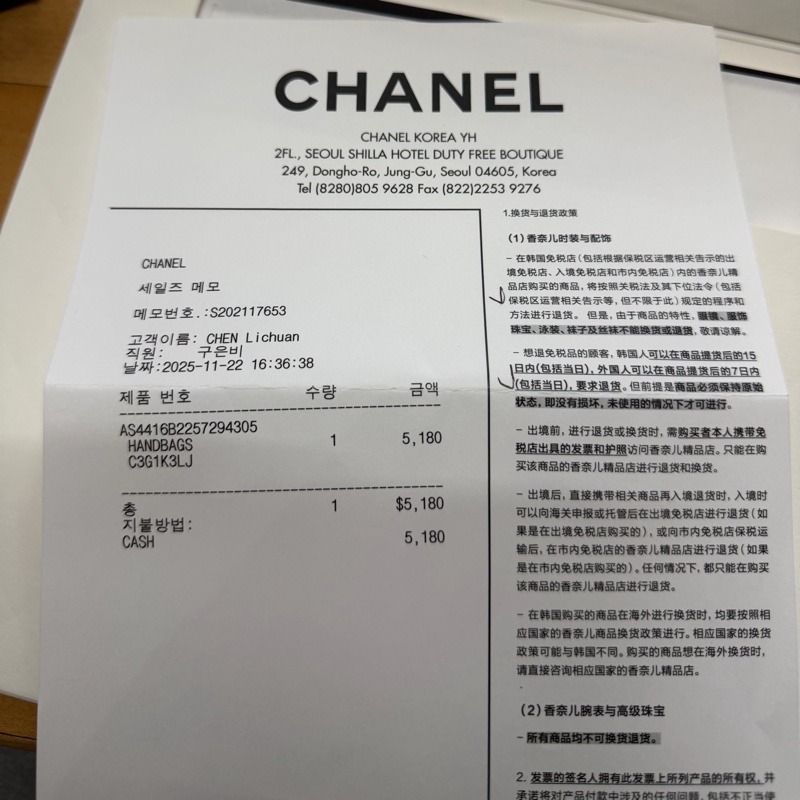 CHANEL
CHANEL KOREA YH
2FL., SEOUL SHILLA HOTEL DUTY FREE BOUTIQUE
249, Dongho-Ro, Jung-Gu, Seoul 04605, Korea
Tel (8280)805 9628 Fax (822)2253 9276
CHANEL
세일즈 메모
메모번호.:S202117653
고객이름: CHEN Lichuan
직원: 구은비
날짜:2025-11-22 16:36:38
제품 번호 수량 금액
AS4416B2257294305
HANDBAGS 1 5,180
C3G1K3LJ
총 1 $5,180
지불방법:
CASH 5,180
1.换货与退货政策
(1)香奈儿时装与配饰
– 在韩国免税店(包括根据保税区运营相关告示的出
境免税店、入境免税店和市内免税店)内的香奈儿精
品店购买的商品，将按照关税法及其下位法令(包括
保税区运营相关告示等，但不限于此)规定的程序和
方法进行退货。但是，由于商品的特性，眼镜、服饰
珠宝、泳装、袜子及丝袜不能换货或退货，敬请谅解。
– 想退免税品的顾客，韩国人可以在商品提货后的15
日内(包括当日)，外国人可以在商品提货后的7日内
(包括当日)，要求退货。但前提是商品必须保持原始
状态，即没有损坏，未使用的情况下才可进行。
– 出境前，进行退货或换货时，需购买者本人携带免
税店出具的发票和护照访问香奈儿精品店。只能在购
买该商品的香奈儿精品店进行退货和换货。
– 出境后，直接携带相关商品再入境退货时，入境时
可以向海关申报或托管后在出境免税店进行退货(如
果是在出境免税店购买的)，或向市内免税店保税运
输后，在市内免税店的香奈儿精品店进行退货(如果
是在市内免税店购买的)。任何情况下，都只能在购买
该商品的香奈儿精品店进行退货。
– 在韩国购买的商品在海外进行换货时，均要按照相
应国家的香奈儿商品换货政策进行。相应国家的换货
政策可能与韩国不同。购买的商品想在海外换货时，
请直接咨询相应国家的香奈儿精品店。
(2)香奈儿腕表与高级珠宝
– 所有商品均不可换货退货。
2. 发票的签名人拥有此发票上所列产品的所有权，并
承诺将对产品付款中涉及的任何问题，包括不正当使